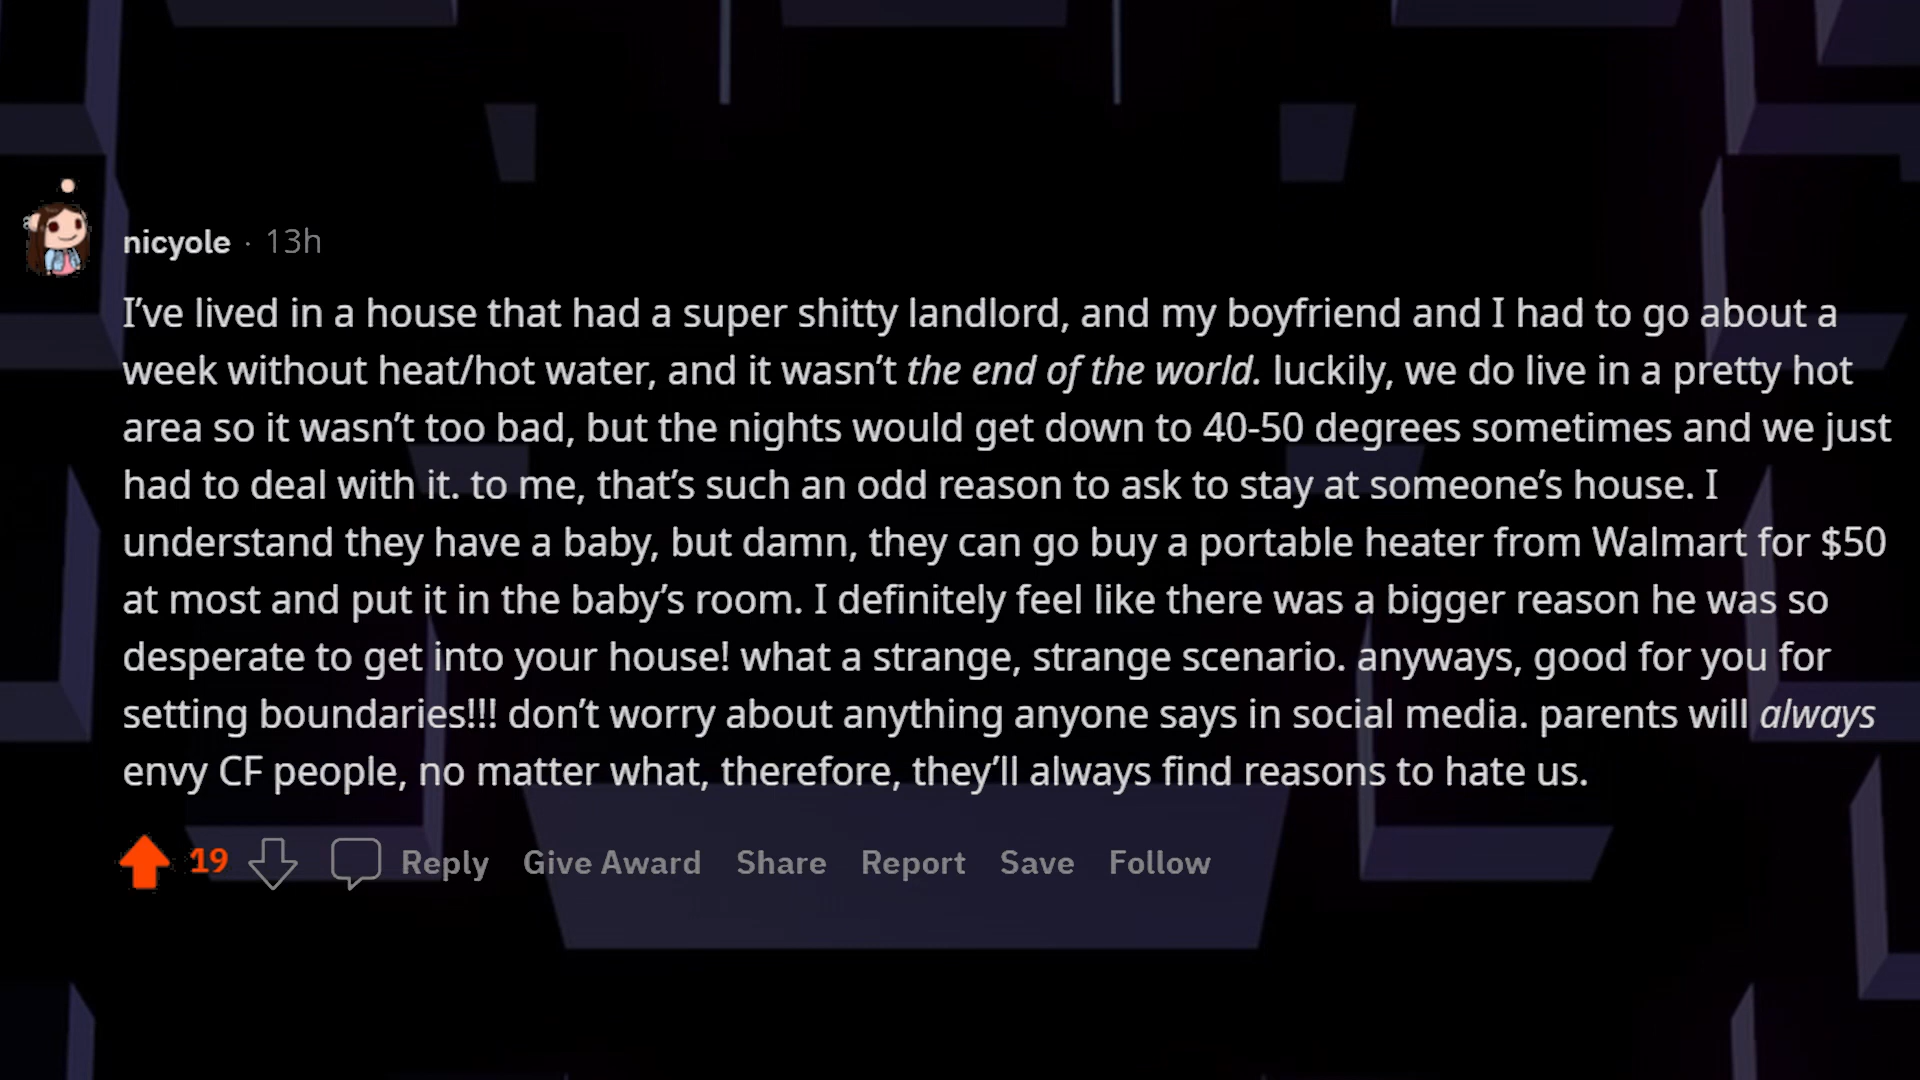 nicyole · 13h
I’ve lived in a house that had a super shitty landlord, and my boyfriend and I had to go about a
week without heat/hot water, and it wasn’t the end of the world. luckily, we do live in a pretty hot
area so it wasn’t too bad, but the nights would get down to 40-50 degrees sometimes and we just
had to deal with it. to me, that’s such an odd reason to ask to stay at someone’s house. I
understand they have a baby, but damn, they can go buy a portable heater from Walmart for $50
at most and put it in the baby’s room. I definitely feel like there was a bigger reason he was so
desperate to get into your house! what a strange, strange scenario. anyways, good for you for
setting boundaries!!! don’t worry about anything anyone says in social media. parents will always
envy CF people, no matter what, therefore, they’ll always find reasons to hate us.
19 Reply Give Award Share Report Save Follow